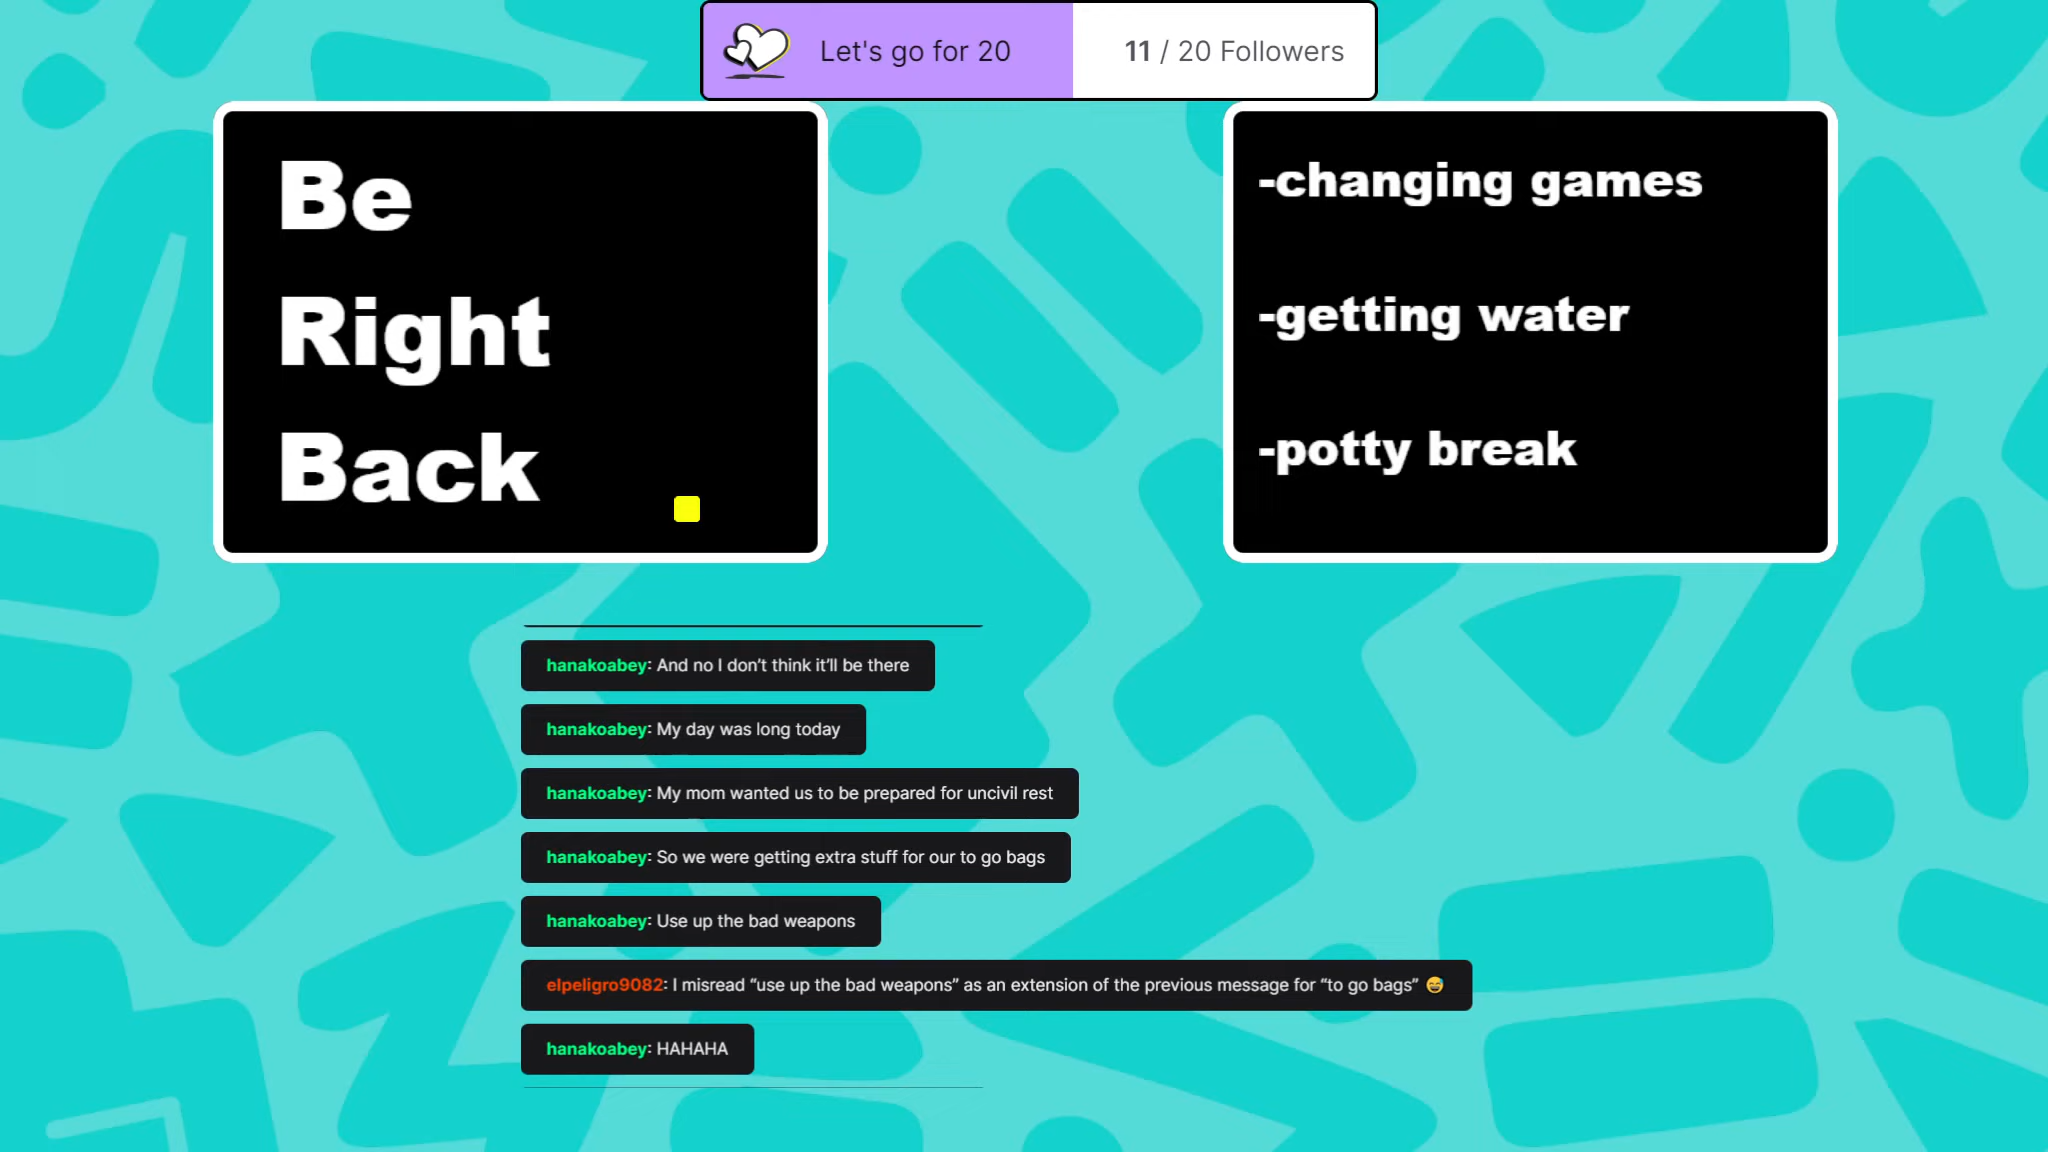 Let's go for 20
11 / 20 Followers
Be
Right
Back
-changing games
-getting water
-potty break
hanakoabey: And no I don’t think it’ll be there
hanakoabey: My day was long today
hanakoabey: My mom wanted us to be prepared for uncivil rest
hanakoabey: So we were getting extra stuff for our to go bags
hanakoabey: Use up the bad weapons
elpeligro9082: I misread “use up the bad weapons” as an extension of the previous message for “to go bags” 😅
hanakoabey: HAHAHA